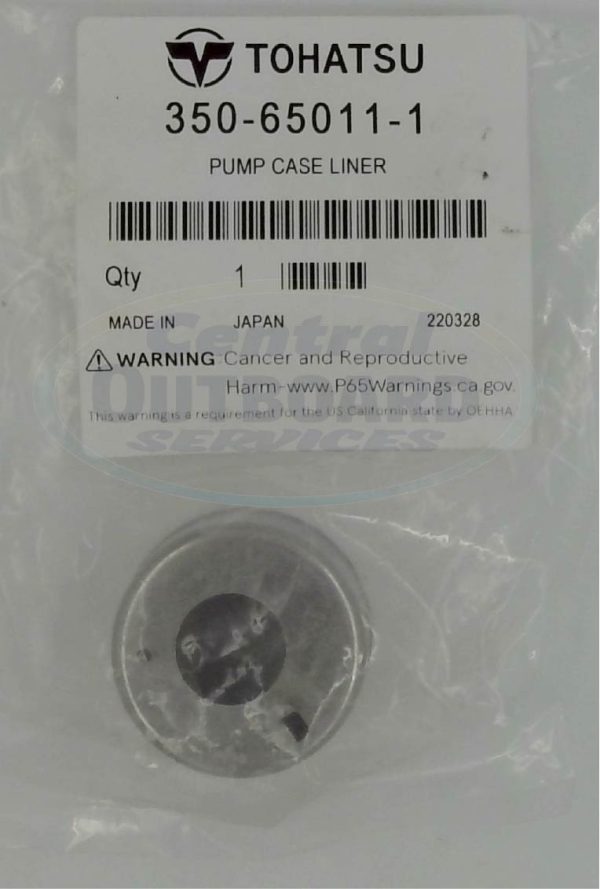 TOHATSU
350-65011-1
PUMP CASE LINER
Qty 1
MADE IN JAPAN 220328
WARNING Cancer and Reproductive
Harm-www.P65Warnings.ca.gov.
This warning is a requirement for the US California state by OEHHA
Central
OUTBOARD
SERVICES